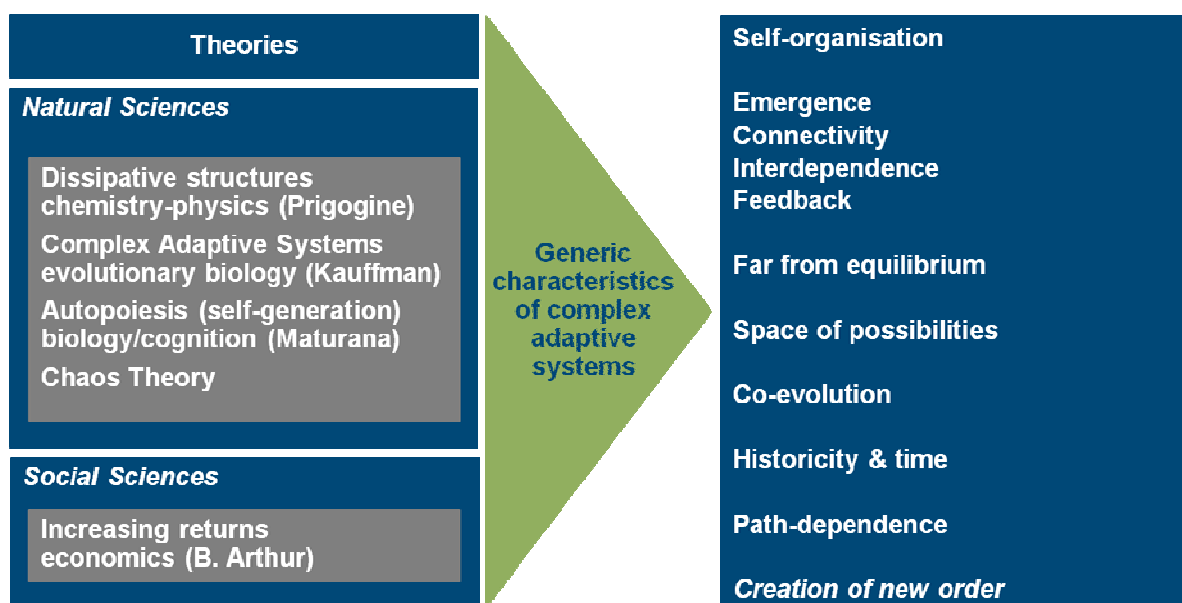 Theories
Natural Sciences
Dissipative structures
chemistry-physics (Prigogine)
Complex Adaptive Systems
evolutionary biology (Kauffman)
Autopoiesis (self-generation)
biology/cognition (Maturana)
Chaos Theory
Social Sciences
Increasing returns
economics (B. Arthur)
Generic
characteristics
of complex
adaptive
systems
Self-organisation
Emergence
Connectivity
Interdependence
Feedback
Far from equilibrium
Space of possibilities
Co-evolution
Historicity & time
Path-dependence
Creation of new order